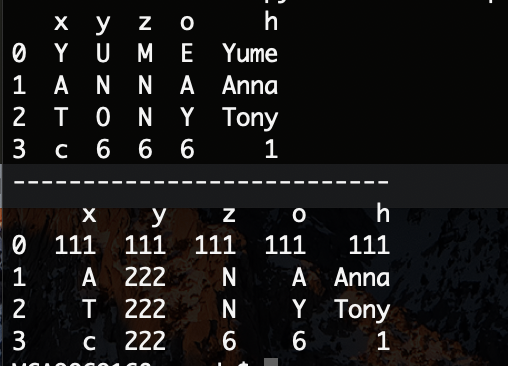 x y z o h
0 Y U M E Yume
1 A N N A Anna
2 T O N Y Tony
3 c 6 6 6 1
---------------------------
x y z o h
0 111 111 111 111 111
1 A 222 N A Anna
2 T 222 N Y Tony
3 c 222 6 6 1